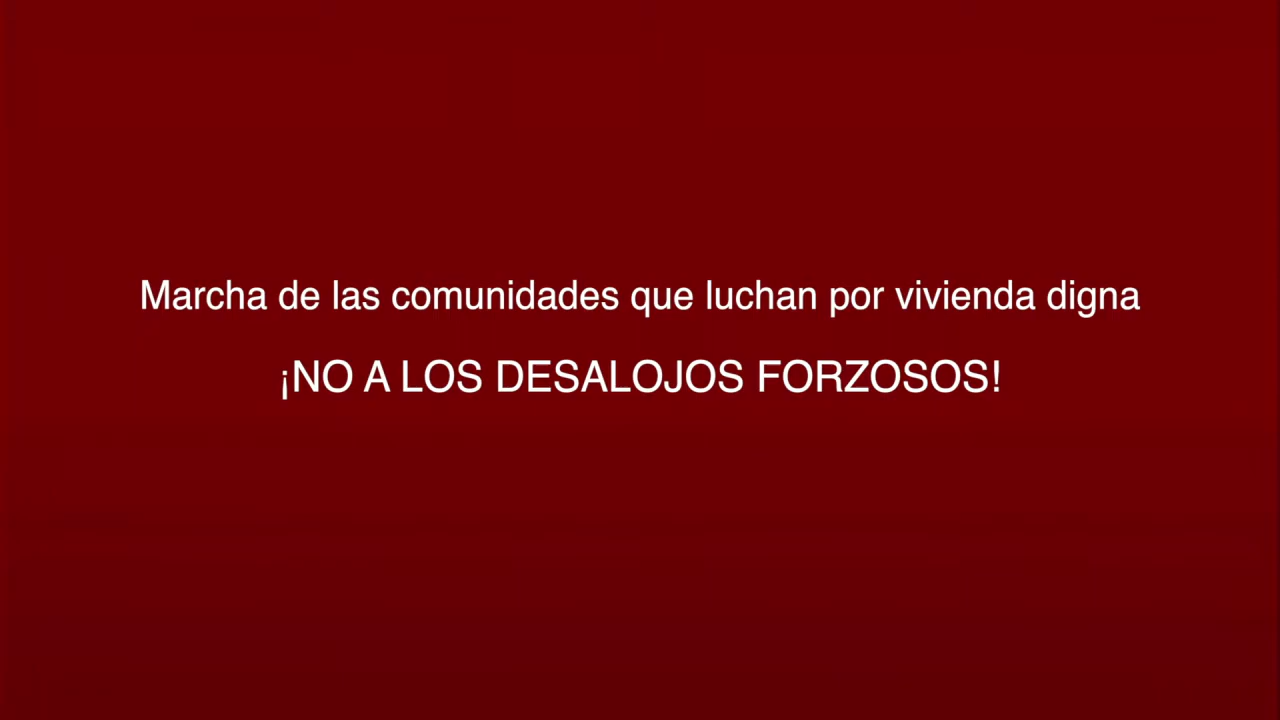 Marcha de las comunidades que luchan por vivienda digna
¡NO A LOS DESALOJOS FORZOSOS!